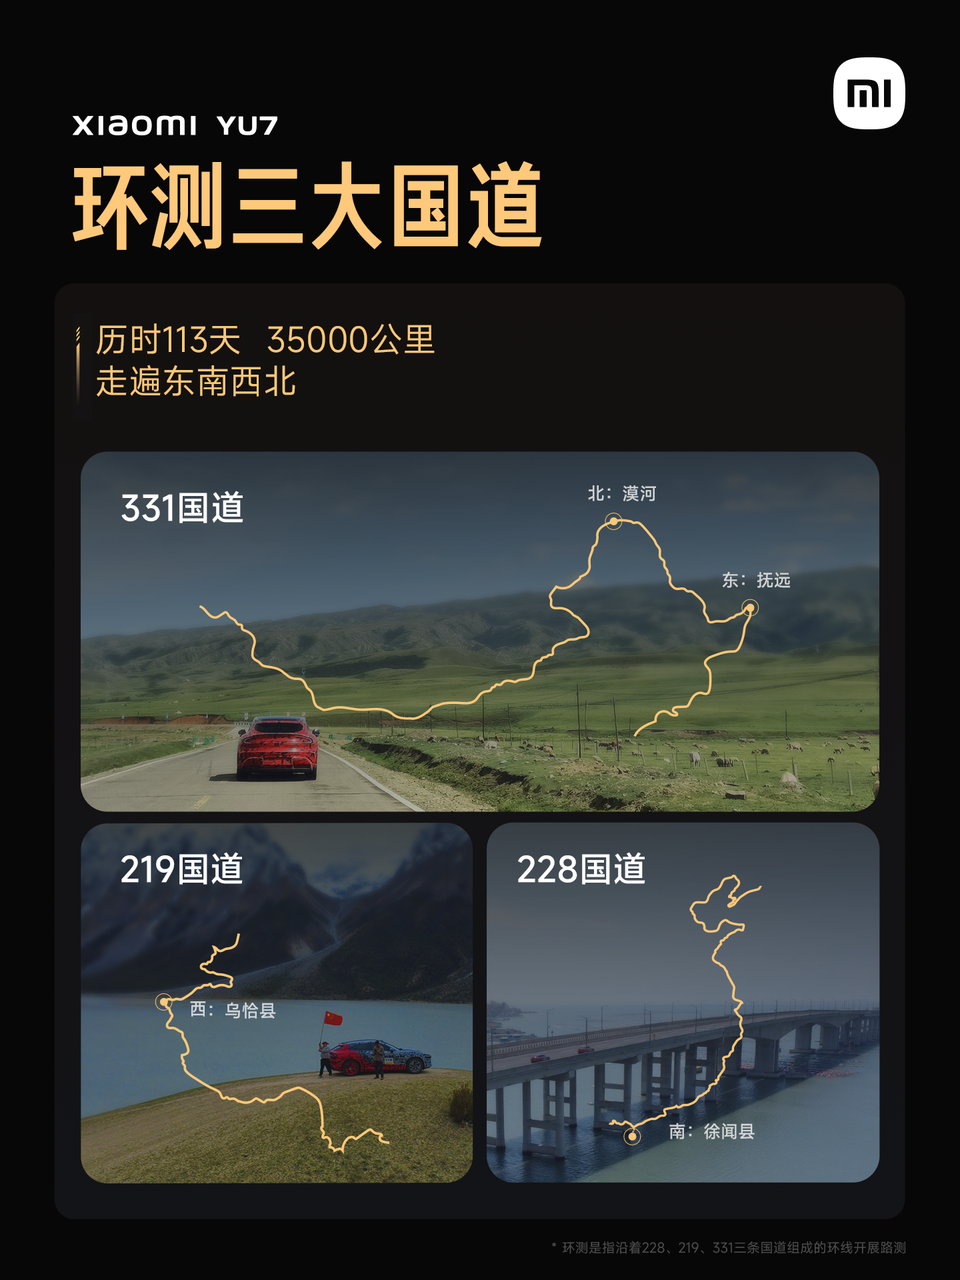 mi
xiaomi YU7
环测三大国道
历时113天 35000公里
走遍东南西北
331国道
北：漠河
东：抚远
219国道
西：乌恰县
228国道
南：徐闻县
* 环测是指沿着228、219、331三条国道组成的环线开展路测